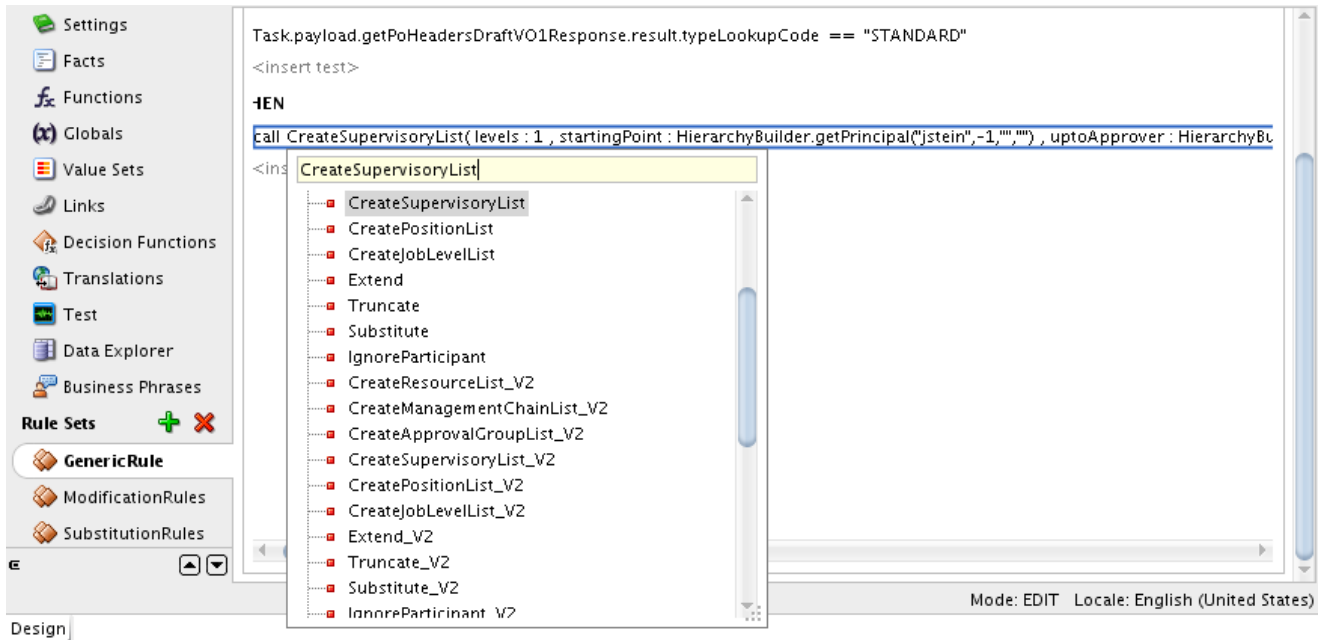 Settings
Facts
Functions
Globals
Value Sets
Links
Decision Functions
Translations
Test
Data Explorer
Business Phrases
Rule Sets
GenericRule
ModificationRules
SubstitutionRules
Task.payload.getPoHeadersDraftVO1Response.result.typeLookupCode == "STANDARD"
<insert test>
HEN
call CreateSupervisoryList( levels : 1 , startingPoint : HierarchyBuilder.getPrincipal("jstein",-1,"","") , uptoApprover : HierarchyBu
<ins
CreateSupervisoryList
CreateSupervisoryList
CreatePositionList
CreateJobLevelList
Extend
Truncate
Substitute
IgnoreParticipant
CreateResourceList_V2
CreateManagementChainList_V2
CreateApprovalGroupList_V2
CreateSupervisoryList_V2
CreatePositionList_V2
CreateJobLevelList_V2
Extend_V2
Truncate_V2
Substitute_V2
IgnoreParticipant_V2
Mode: EDIT Locale: English (United States)
Design